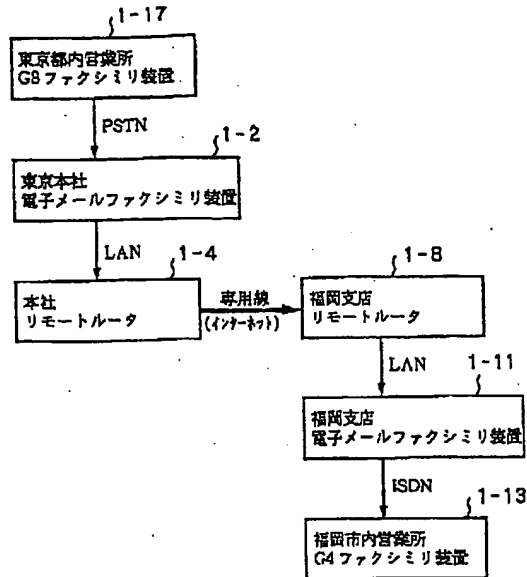 1-17
東京都内営業所
G3ファクシミリ装置
PSTN
1-2
東京本社
電子メールファクシミリ装置
LAN
1-4
本社
リモートルータ
専用線
(インターネット)
1-8
福岡支店
リモートルータ
LAN
1-11
福岡支店
電子メールファクシミリ装置
ISDN
1-13
福岡市内営業所
G4ファクシミリ装置